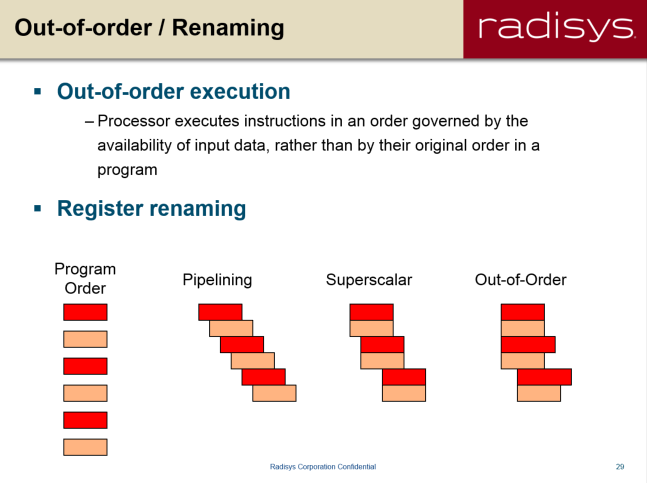 Out-of-order / Renaming
radisys.
▪ Out-of-order execution
– Processor executes instructions in an order governed by the
availability of input data, rather than by their original order in a
program
▪ Register renaming
Program
Order
Pipelining
Superscalar
Out-of-Order
Radisys Corporation Confidential
29